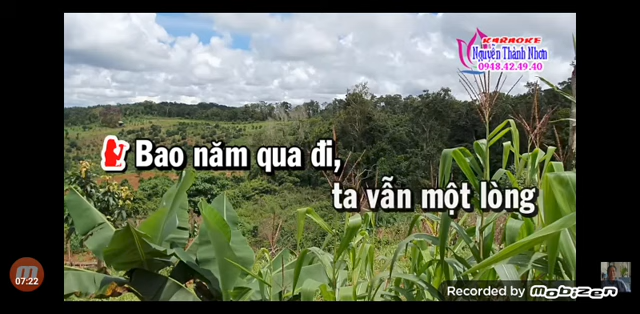 KARAOKE
Nguyễn Thành Nhơn
0948.42.49.40
Bao năm qua đi,
ta vẫn một lòng
07:22
Recorded by mobizen